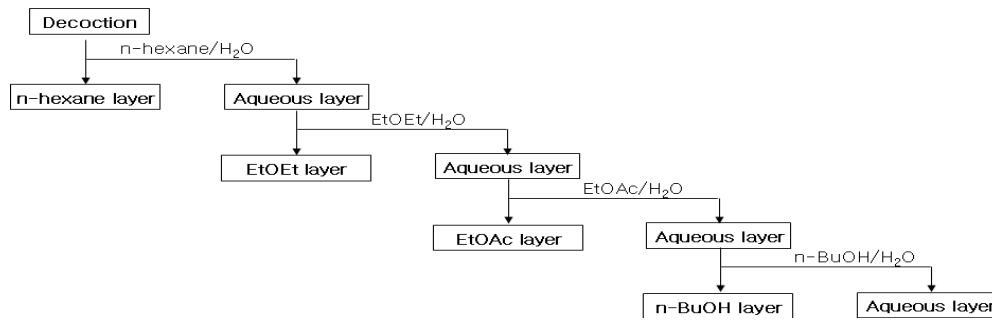 Decoction
n-hexane/H₂O
n-hexane layer
Aqueous layer
EtOEt/H₂O
EtOEt layer
Aqueous layer
EtOAc/H₂O
EtOAc layer
Aqueous layer
n-BuOH/H₂O
n-BuOH layer
Aqueous layer